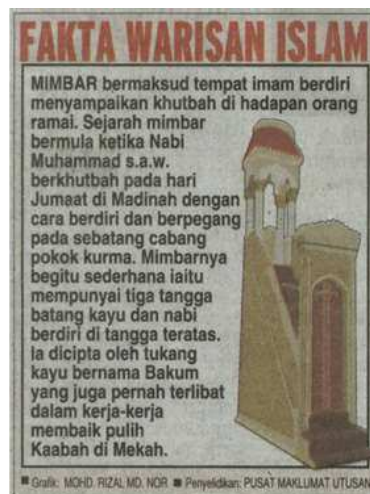 FAKTA WARISAN ISLAM
MIMBAR bermaksud tempat imam berdiri
menyampaikan khutbah di hadapan orang
ramai. Sejarah mimbar
bermula ketika Nabi
Muhammad s.a.w.
berkhutbah pada hari
Jumaat di Madinah dengan
cara berdiri dan berpegang
pada sebatang cabang
pokok kurma. Mimbarnya
begitu sederhana iaitu
mempunyai tiga tangga
batang kayu dan nabi
berdiri di tangga teratas.
Ia dicipta oleh tukang
kayu bernama Bakum
yang juga pernah terlibat
dalam kerja-kerja
membaik pulih
Kaabah di Mekah.
■ Grafik: MOHD. RIZAL MD. NOR ■ Penyelidikan: PUSAT MAKLUMAT UTUSAN